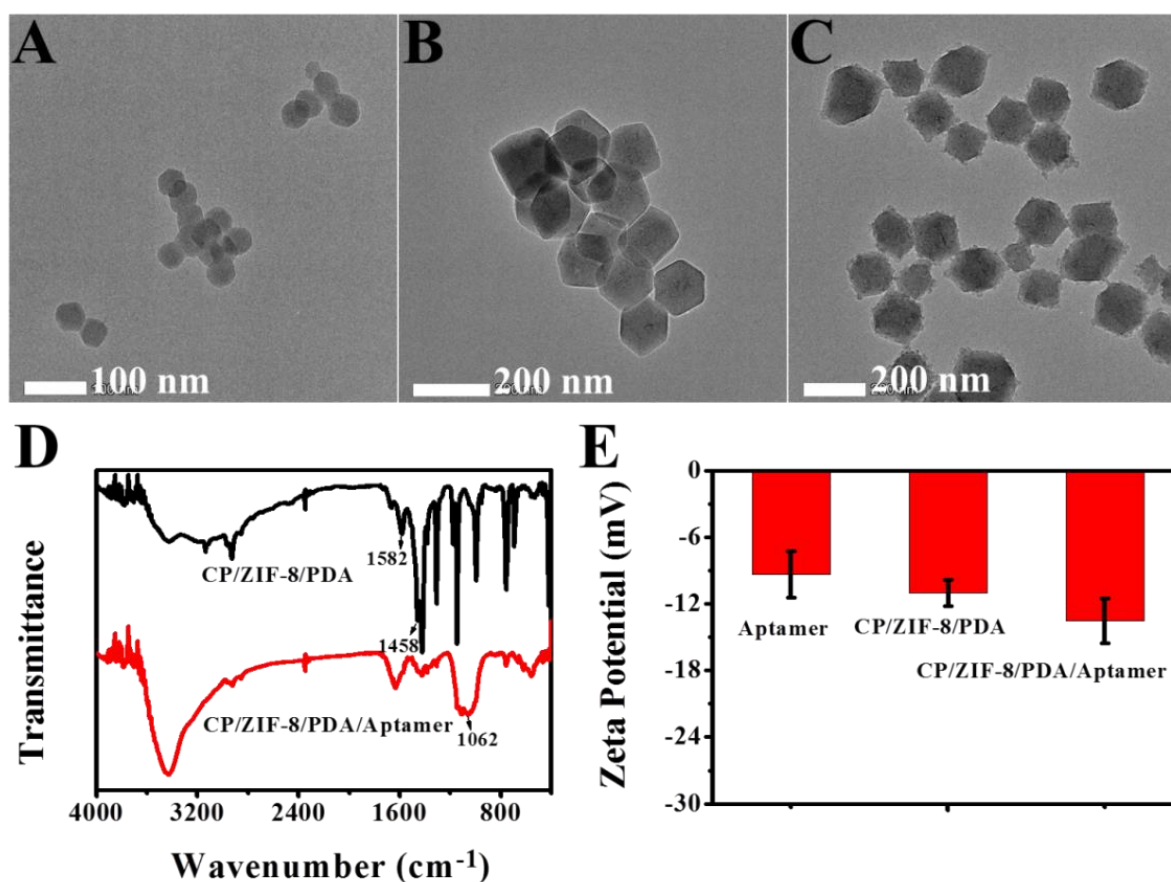 A
B
C
100 nm
200 nm
200 nm
D
Transmittance
1582
CP/ZIF-8/PDA
1458
CP/ZIF-8/PDA/Aptamer
1062
4000
3200
2400
1600
800
Wavenumber (cm⁻¹)
E
Zeta Potential (mV)
0
-6
-12
-18
-24
-30
Aptamer
CP/ZIF-8/PDA
CP/ZIF-8/PDA/Aptamer